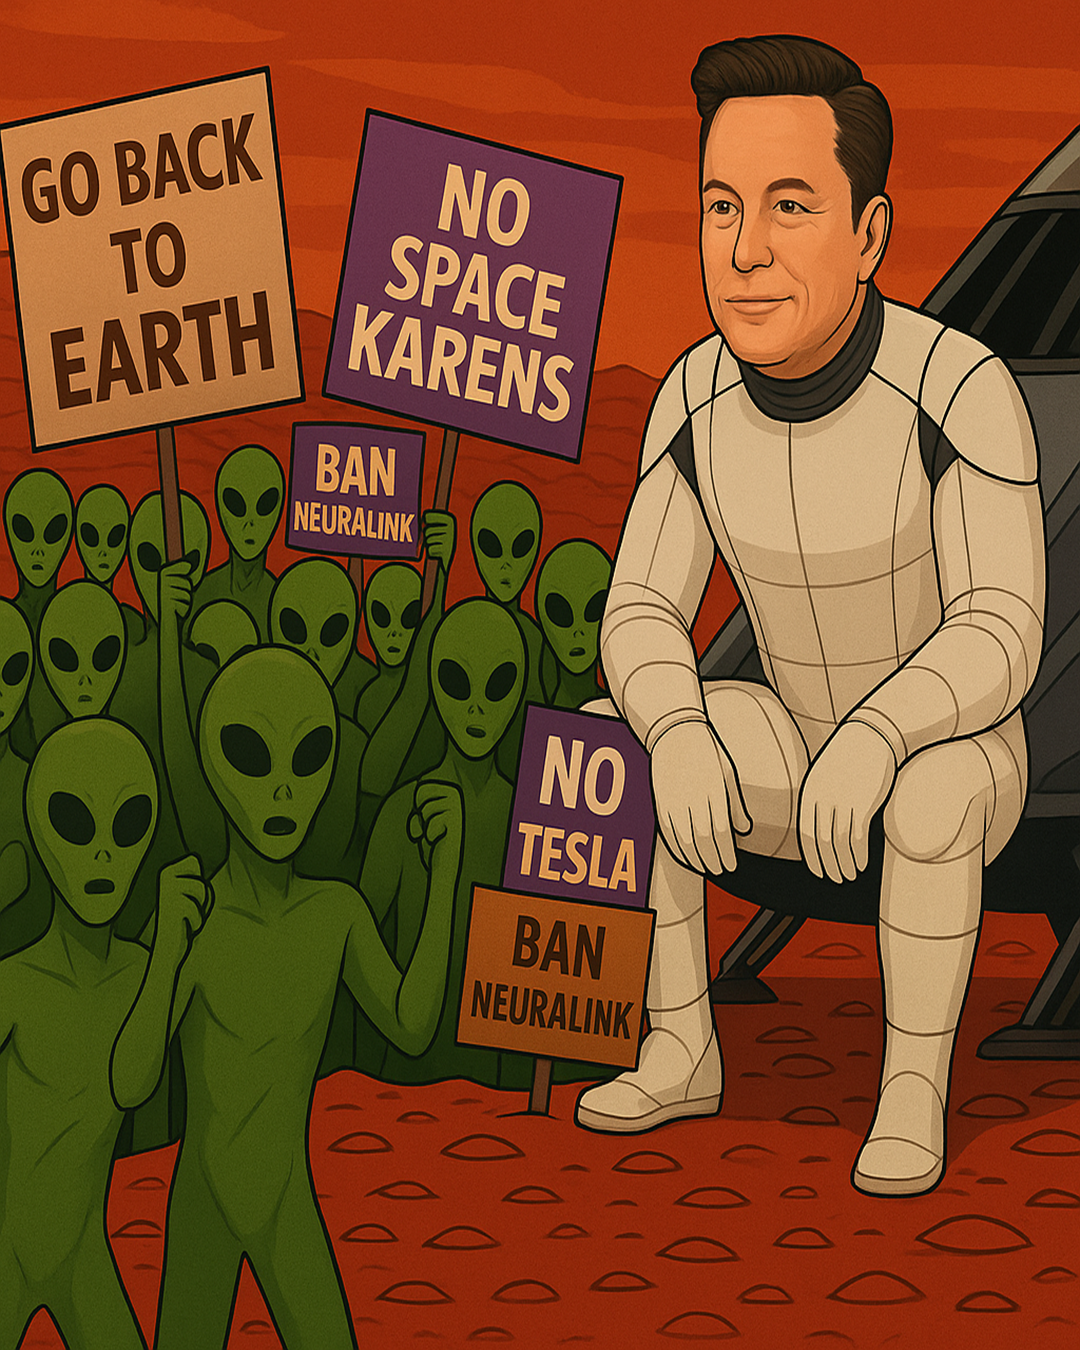 GO BACK
TO
EARTH
NO
SPACE
KARENS
BAN
NEURALINK
NO
TESLA
BAN
NEURALINK